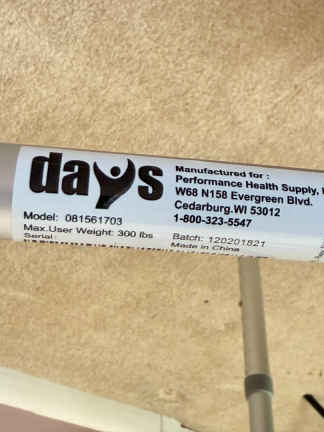 days
Manufactured for :
Performance Health Supply,
W68 N158 Evergreen Blvd.
Cedarburg.WI 53012
1-800-323-5547
Model: 081561703
Max.User Weight: 300 lbs
Serial:
Batch: 120201821
Made in China